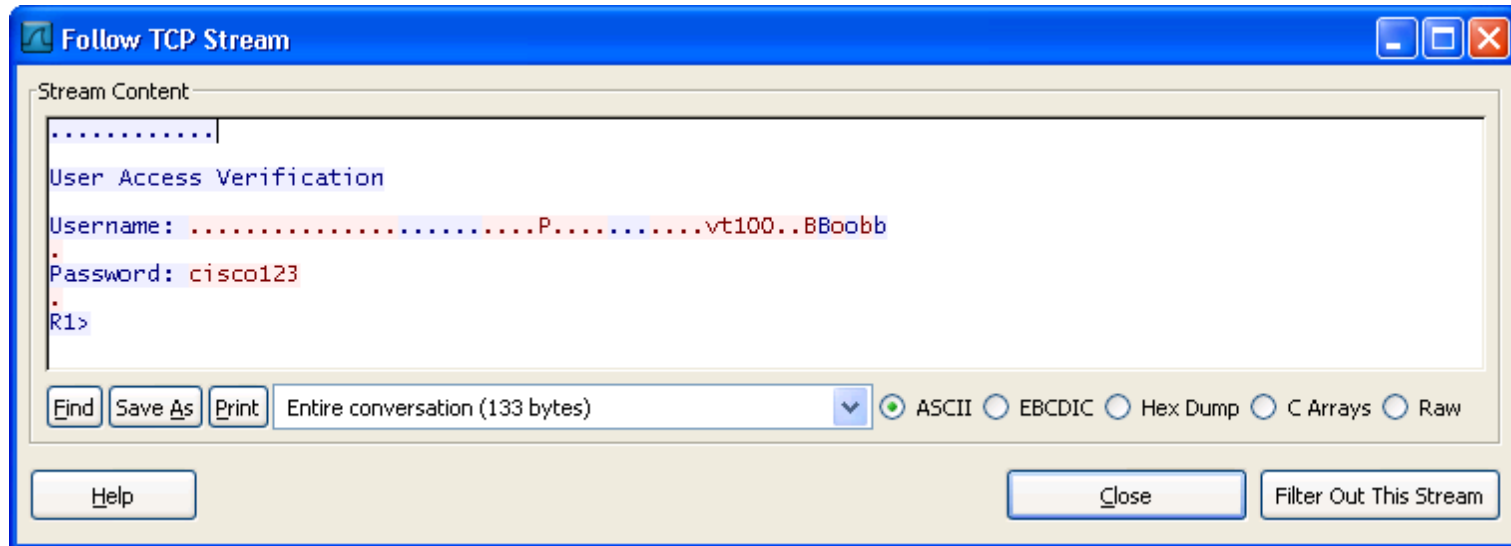 Follow TCP Stream
Stream Content
............
User Access Verification
Username: .........................P....... ....vt100..BBoobb
.
Password: cisco123
.
R1>
Find Save As Print Entire conversation (133 bytes) ASCII EBCDIC Hex Dump C Arrays Raw
Help Close Filter Out This Stream